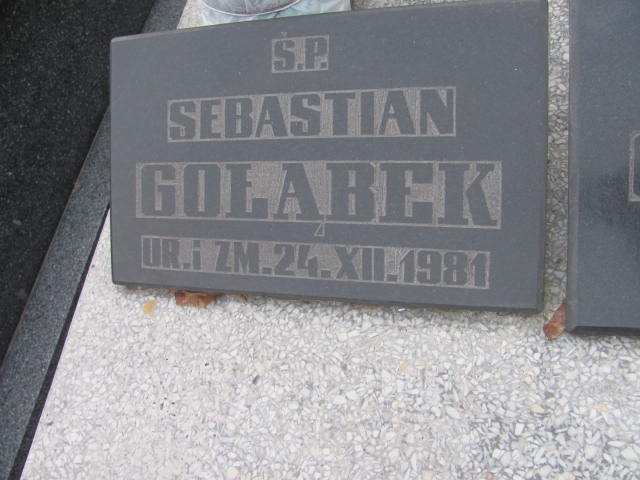 Ś.P.
SEBASTIAN
GOŁĄBEK
UR. i ZM. 24.XII.1981